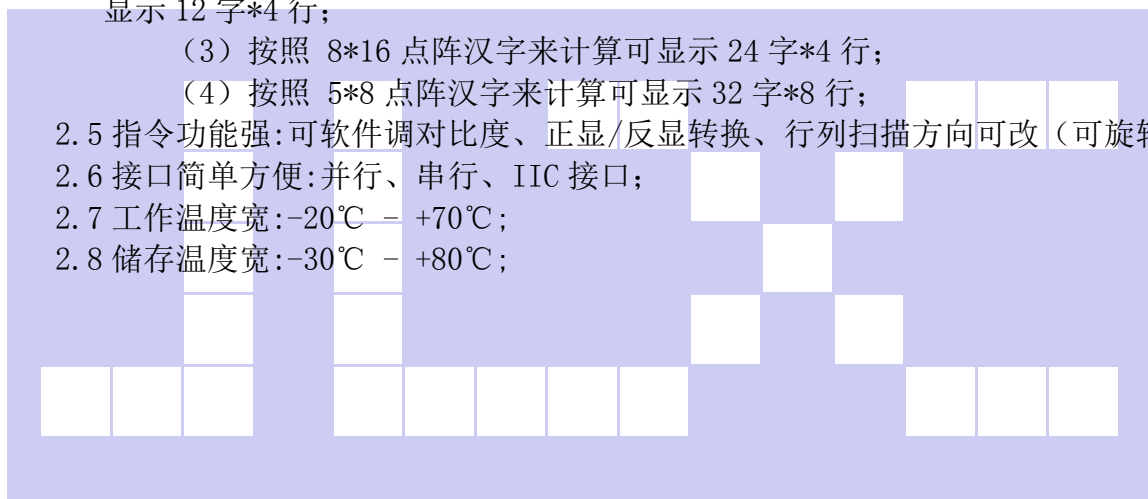 显示 12 字*4 行;
(3) 按照 8*16 点阵汉字来计算可显示 24 字*4 行;
(4) 按照 5*8 点阵汉字来计算可显示 32 字*8 行;
2.5 指令功能强:可软件调对比度、正显/反显转换、行列扫描方向可改（可旋转
2.6 接口简单方便:并行、串行、IIC 接口;
2.7 工作温度宽:-20℃ - +70℃;
2.8 储存温度宽:-30℃ - +80℃;